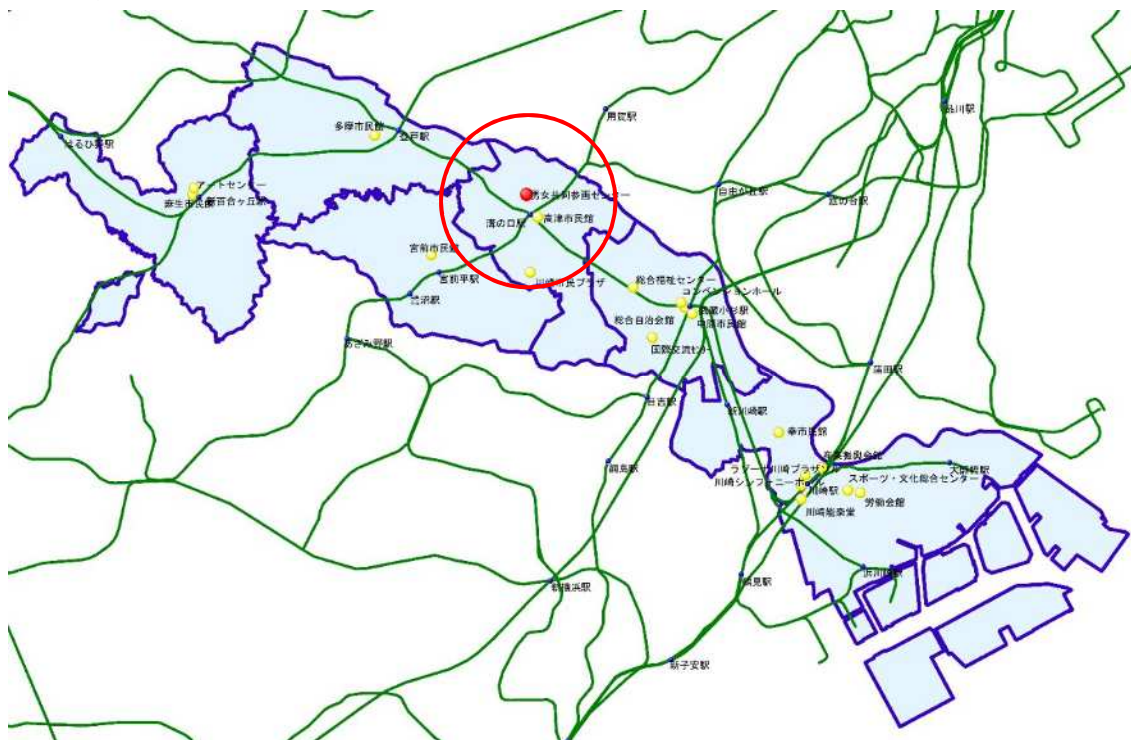 品川駅
用賀駅
多摩市民館
登戸駅
はるひ野駅
アートセンター
麻生市民館
新百合ヶ丘駅
男女共同参画センター
自由が丘駅
溝の口駅
高津市民館
宮前市民館
宮前平駅
川崎市民プラザ
総合福祉センター
コンベンションホール
鷺沼駅
武蔵小杉駅
総合自治会館
中原市民館
国際交流センター
あざみ野駅
蒲田駅
日吉駅
新川崎駅
幸市民館
産業振興会館
綱島駅
ラゾーナ川崎プラザソル
大師橋駅
川崎シンフォニーホール
スポーツ・文化総合センター
川崎駅
労働会館
川崎能楽堂
新横浜駅
鶴見駅
浜川崎駅
新子安駅